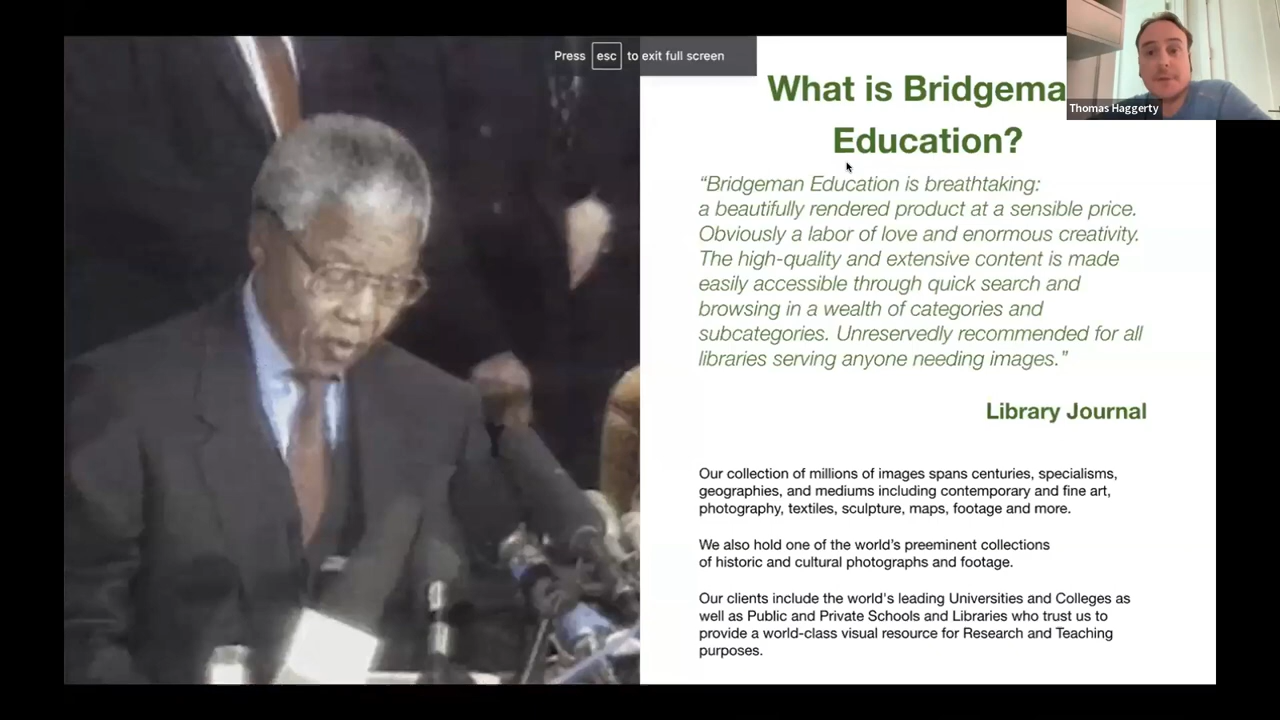 Press esc to exit full screen
Thomas Haggerty
What is Bridgema
Education?
“Bridgeman Education is breathtaking:
a beautifully rendered product at a sensible price.
Obviously a labor of love and enormous creativity.
The high-quality and extensive content is made
easily accessible through quick search and
browsing in a wealth of categories and
subcategories. Unreservedly recommended for all
libraries serving anyone needing images.”
Library Journal
Our collection of millions of images spans centuries, specialisms,
geographies, and mediums including contemporary and fine art,
photography, textiles, sculpture, maps, footage and more.
We also hold one of the world’s preeminent collections
of historic and cultural photographs and footage.
Our clients include the world's leading Universities and Colleges as
well as Public and Private Schools and Libraries who trust us to
provide a world-class visual resource for Research and Teaching
purposes.